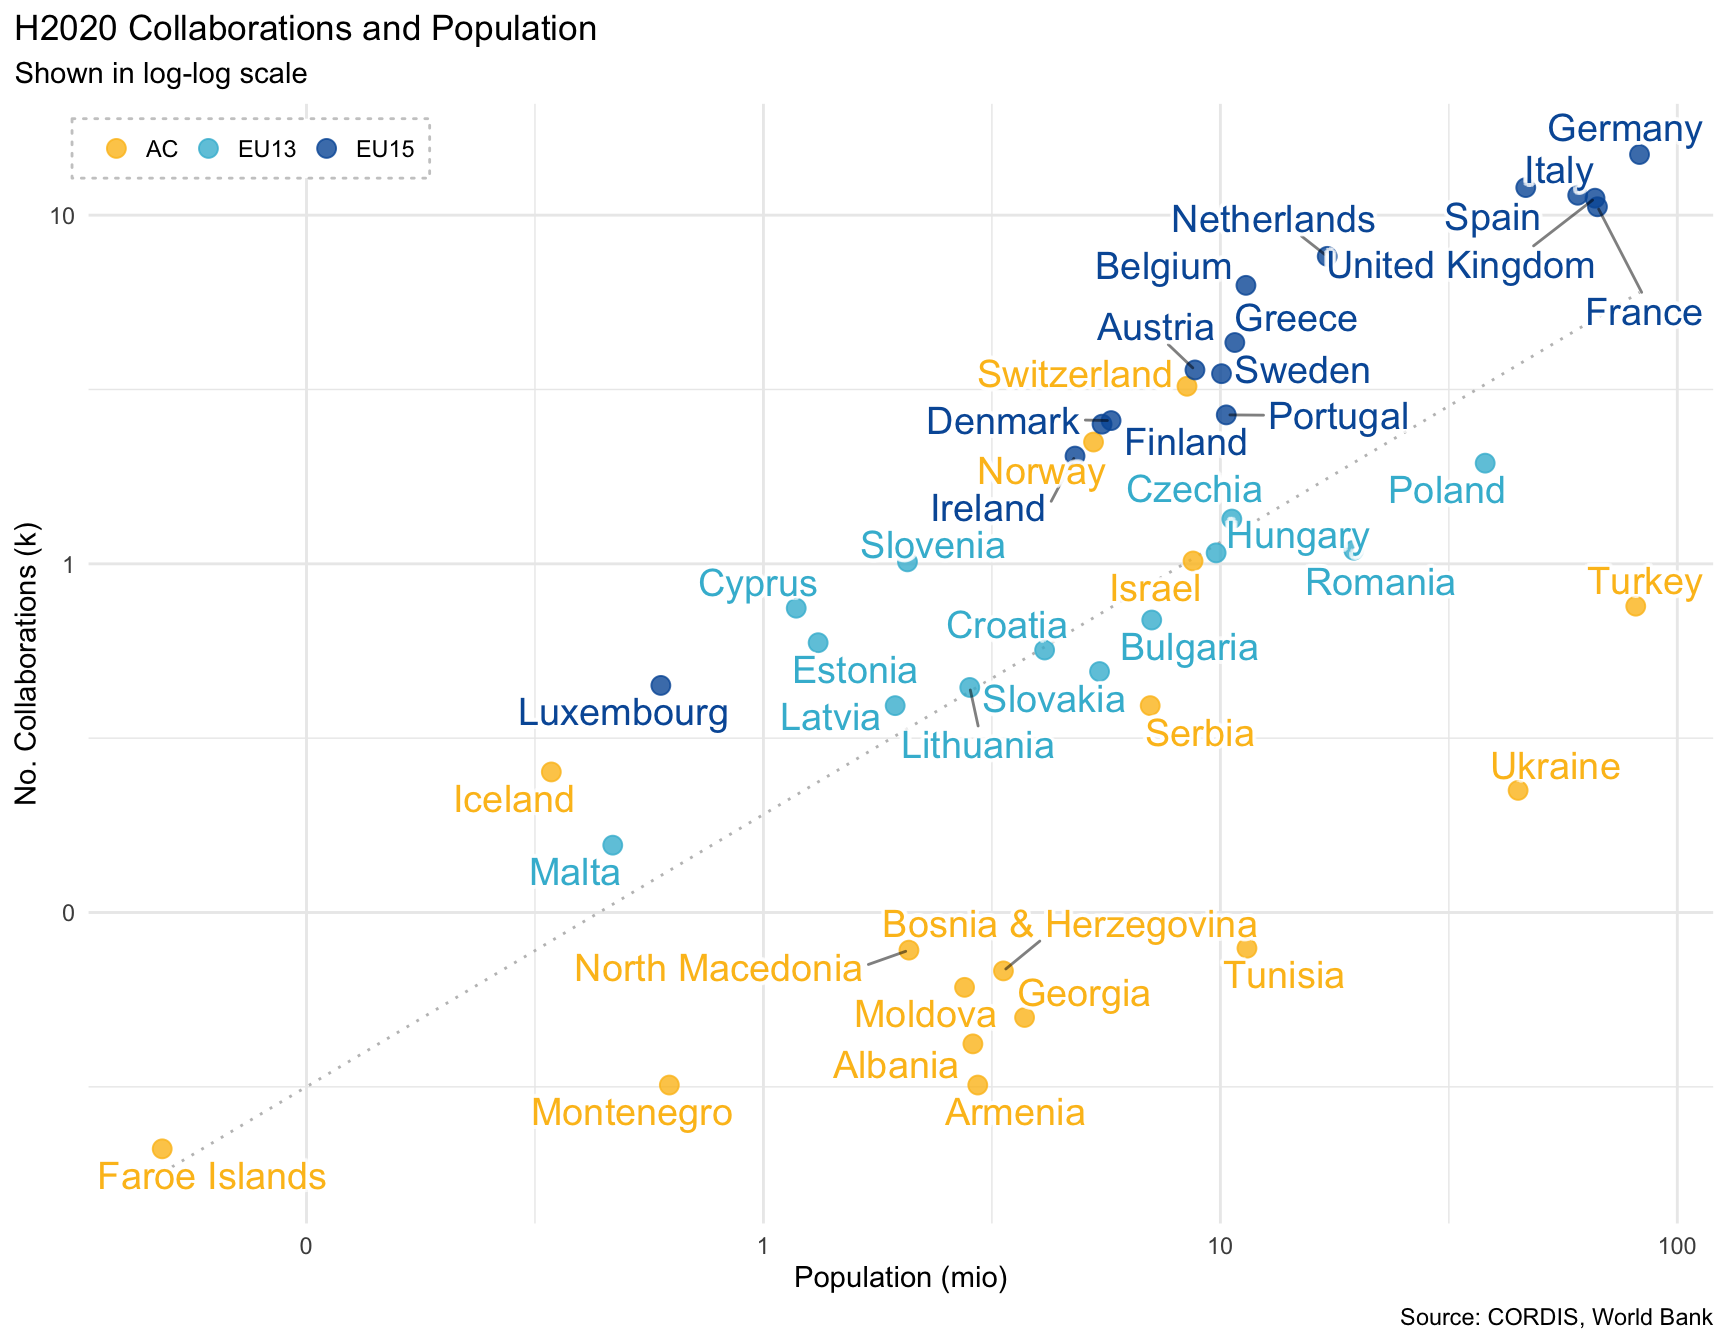 H2020 Collaborations and Population
Shown in log-log scale
AC EU13 EU15
Germany
Italy
Netherlands
Spain
Belgium
United Kingdom
Austria
Greece
France
Switzerland
Sweden
Denmark
Portugal
Finland
Norway
Czechia
Poland
Ireland
Slovenia
Hungary
Cyprus
Israel
Romania
Turkey
Croatia
Bulgaria
Estonia
Slovakia
Luxembourg
Latvia
Lithuania
Serbia
Ukraine
Iceland
Malta
Bosnia & Herzegovina
North Macedonia
Tunisia
Georgia
Moldova
Albania
Montenegro
Armenia
Faroe Islands
10
1
0
No. Collaborations (k)
0 1 10 100
Population (mio)
Source: CORDIS, World Bank